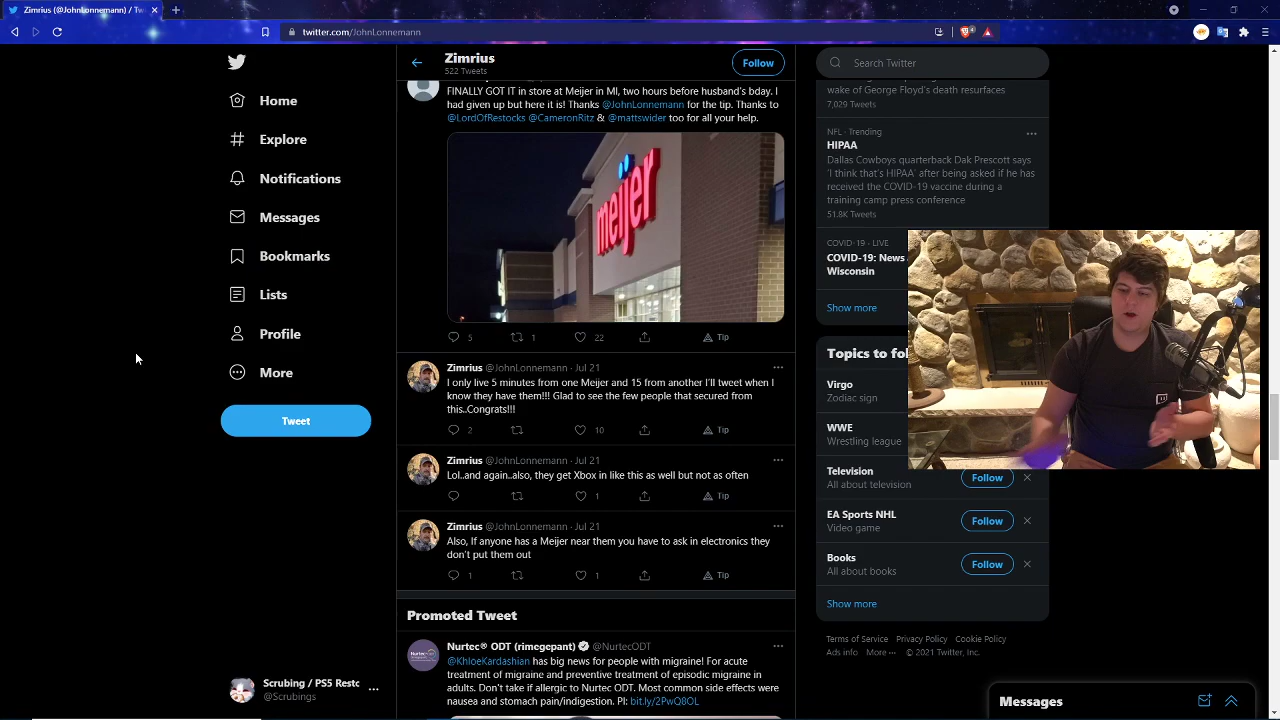 Zimrius (@JohnLonnemann) / Tw
twitter.com/JohnLonnemann
4
Home
Explore
Notifications
Messages
Bookmarks
Lists
Profile
More
Tweet
Scrubing / PS5 Resto
@Scrubings
Zimrius
522 Tweets
Follow
FINALLY GOT IT in store at Meijer in MI, two hours before husband's bday. I
had given up but here it is! Thanks @JohnLonnemann for the tip. Thanks to
@LordOfRestocks @CameronRitz & @mattswider too for all your help.
meijer
5 1 22 Tip
Zimrius @JohnLonnemann · Jul 21
I only live 5 minutes from one Meijer and 15 from another I'll tweet when I
know they have them!!! Glad to see the few people that secured from
this..Congrats!!!
2 10 Tip
Zimrius @JohnLonnemann · Jul 21
Lol..and again..also, they get Xbox in like this as well but not as often
1 Tip
Zimrius @JohnLonnemann · Jul 21
Also, If anyone has a Meijer near them you have to ask in electronics they
don't put them out
1 1 Tip
Promoted Tweet
Nurtec® ODT (rimegepant) @NurtecODT
@KhloeKardashian has big news for people with migraine! For acute
treatment of migraine and preventive treatment of episodic migraine in
adults. Don't take if allergic to Nurtec ODT. Most common side effects were
nausea and stomach pain/indigestion. PI: bit.ly/2PwQ8OL
Search Twitter
wake of George Floyd's death resurfaces
7,029 Tweets
NFL · Trending
HIPAA
Dallas Cowboys quarterback Dak Prescott says
'I think that's HIPAA' after being asked if he has
received the COVID-19 vaccine during a
training camp press conference
51.8K Tweets
COVID-19 · LIVE
COVID-19: News
Wisconsin
Show more
Topics to fol
Virgo
Zodiac sign
WWE
Wrestling league
Television
All about television
Follow
EA Sports NHL
Video game
Follow
Books
All about books
Follow
Show more
Terms of Service Privacy Policy Cookie Policy
Ads info More ··· © 2021 Twitter, Inc.
Messages